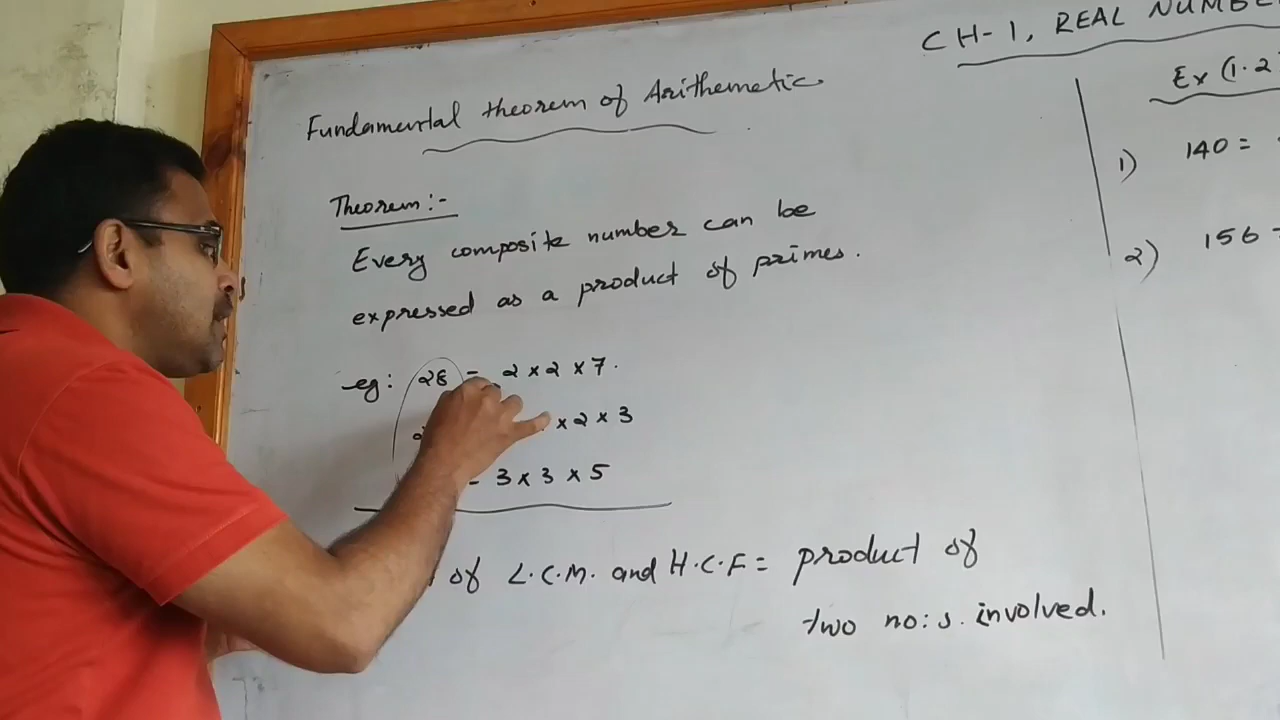 CH-1, REAL NUMBE
Fundamental theorem of Arithematic
Theorem:-
Every composite number can be
expressed as a product of primes.
eg: 28 = 2 × 2 × 7.
× 2 × 3
= 3 × 3 × 5
of L.C.M. and H.C.F = product of
two no:s. involved.
Ex (1.2
1) 140 =
2) 156